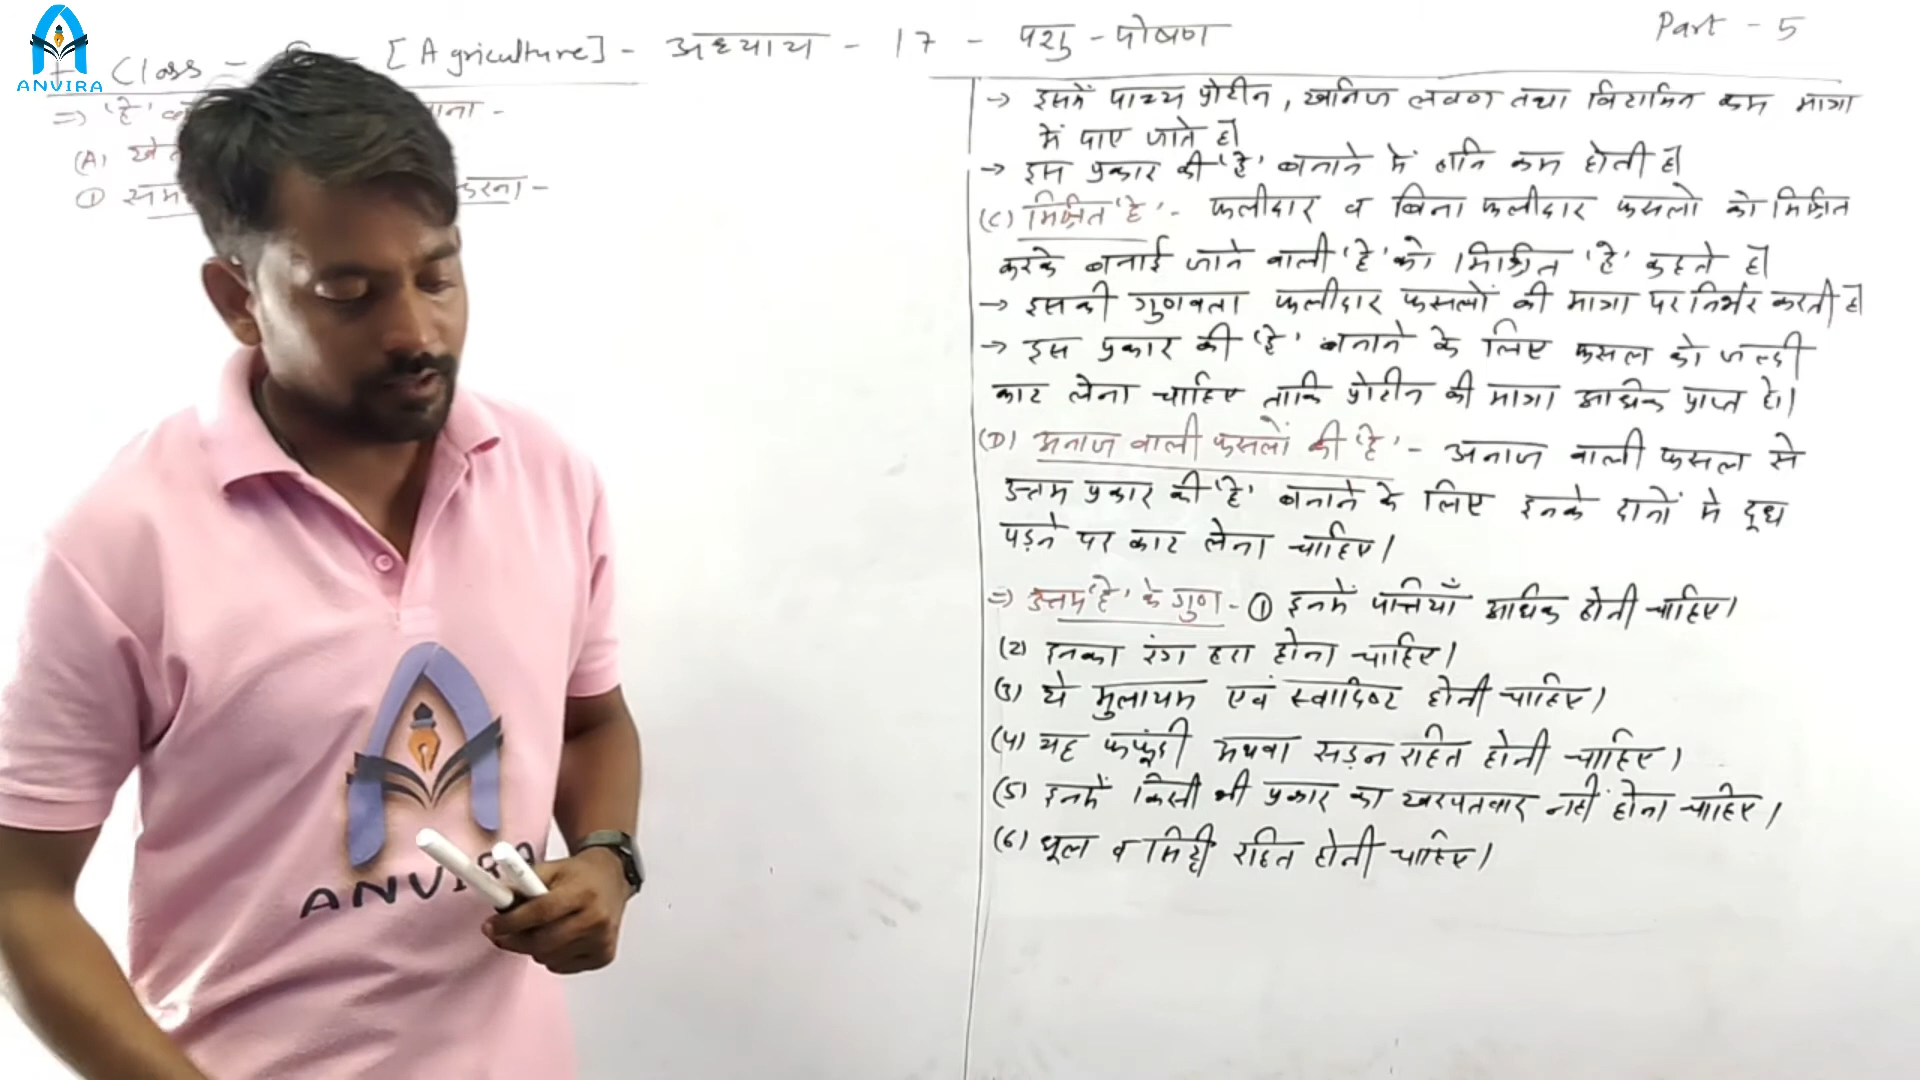 ANVIRA
Class - [Agriculture] - अध्याय - 17 - पशु - पोषण
Part - 5
=> 'है'
(A) खे
① सम करना -
→ इसमें पाच्य प्रोटीन, खनिज लवण तथा विटामिन कम मात्रा
में पाए जाते है।
→ इस प्रकार की 'है' बनाने में हानि कम होती है।
(C) मिश्रित 'है' - फलीदार व बिना फलीदार फसलो को मिश्रित
करके बनाई जाने वाली 'है' को मिश्रित 'है' कहते है।
→ इसकी गुणवता फलीदार फसलों की मात्रा पर निर्भर करती है।
→ इस प्रकार की 'है' बनाने के लिए फसल को जल्दी
काट लेना चाहिए ताकि प्रोटीन की मात्रा अधिक प्राप्त हो।
(D) अनाज वाली फसलों की 'है' - अनाज वाली फसल से
उत्तम प्रकार की 'है' बनाने के लिए इनके दानों मे दूध
पड़ने पर काट लेना चाहिए।
=> उत्तम 'है' के गुण - ① इनमें पत्तियाँ अधिक होनी चाहिए।
(2) इनका रंग हरा होना चाहिए।
(3) ये मुलायम एवं स्वादिष्ट होनी चाहिए।
(4) यह फफूंदी अथवा सड़न रहित होनी चाहिए।
(5) इनमें किसी भी प्रकार का खरपतवार नहीं होना चाहिए।
(6) धूल व मिट्टी रहित होनी चाहिए।
ANVIRA